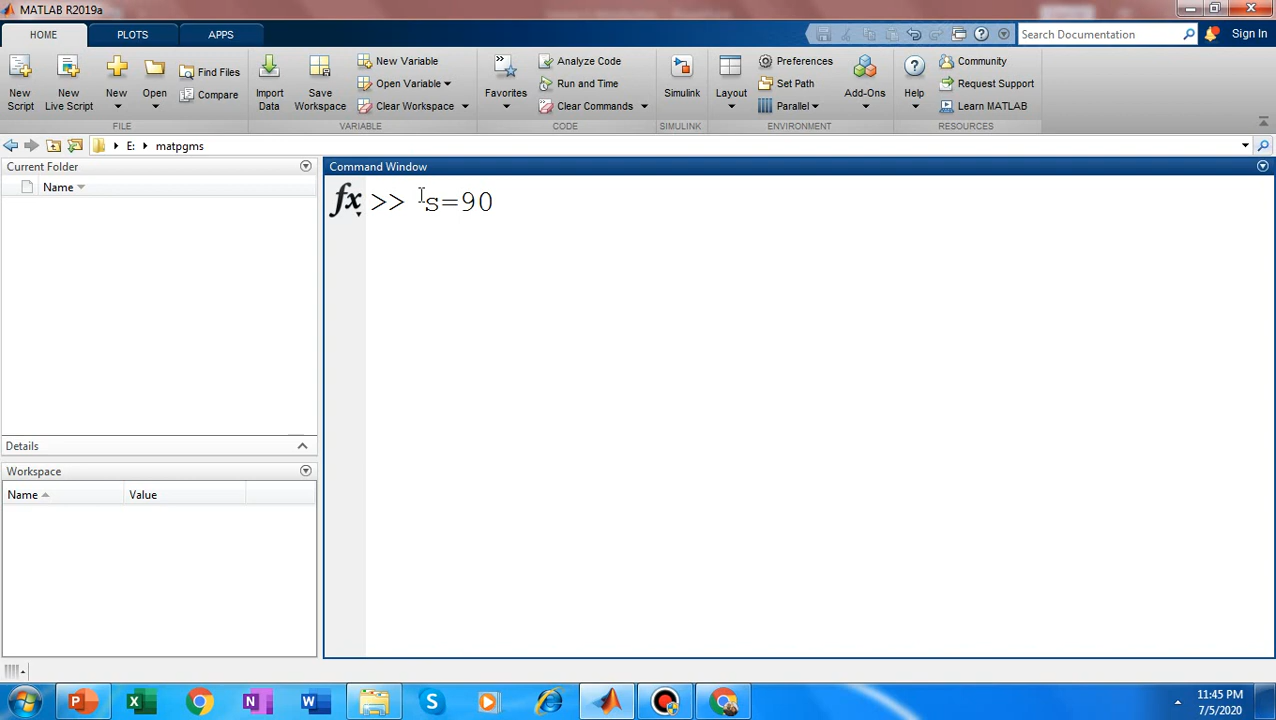 MATLAB R2019a
HOME PLOTS APPS Search Documentation Sign In
New Script
New Live Script
New
Open
Find Files
Compare
Import Data
Save Workspace
New Variable
Open Variable
Clear Workspace
Favorites
Analyze Code
Run and Time
Clear Commands
Simulink
Layout
Preferences
Set Path
Parallel
Add-Ons
Help
Community
Request Support
Learn MATLAB
FILE VARIABLE CODE SIMULINK ENVIRONMENT RESOURCES
E: matpgms
Current Folder
Name
Details
Workspace
Name Value
Command Window
fx >> s=90
11:45 PM
7/5/2020